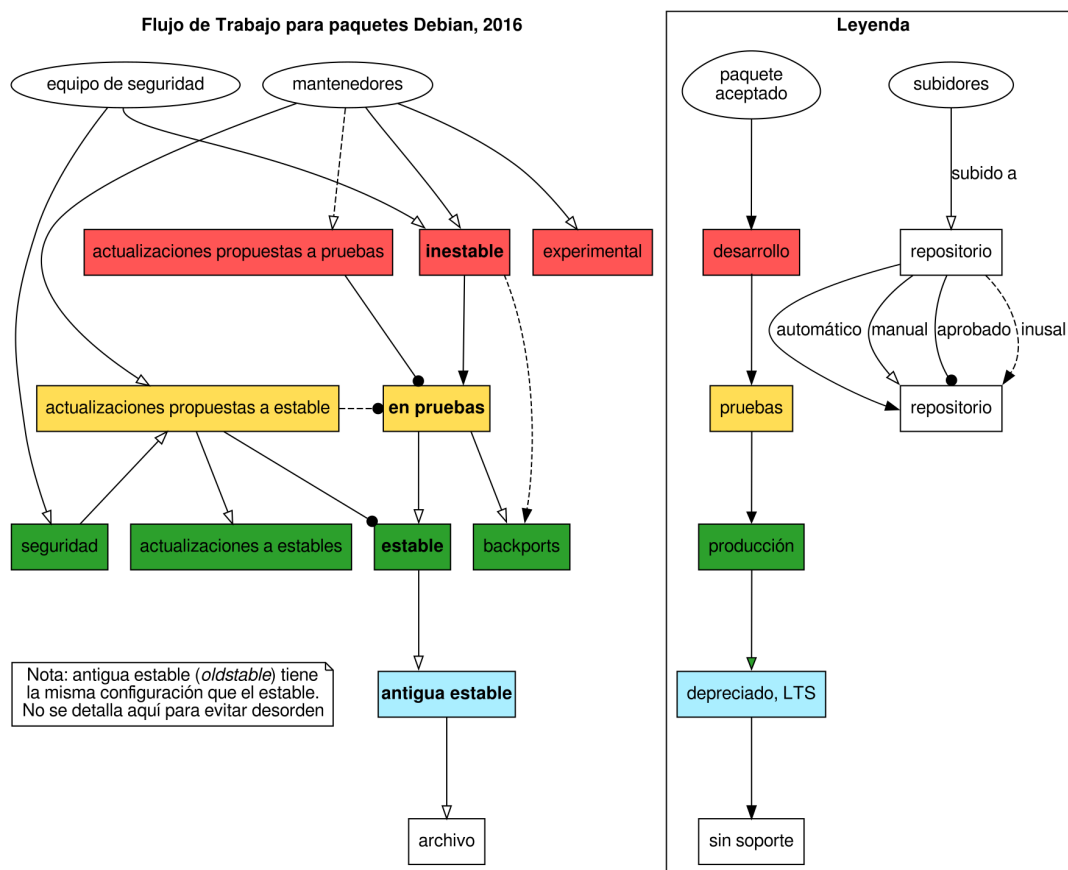 Flujo de Trabajo para paquetes Debian, 2016
equipo de seguridad
mantenedores
actualizaciones propuestas a pruebas
inestable
experimental
actualizaciones propuestas a estable
en pruebas
seguridad
actualizaciones a estables
estable
backports
Nota: antigua estable (oldstable) tiene
la misma configuración que el estable.
No se detalla aquí para evitar desorden
antigua estable
archivo
Leyenda
paquete
aceptado
subidores
subido a
desarrollo
repositorio
automático
manual
aprobado
inusal
pruebas
repositorio
producción
depreciado, LTS
sin soporte